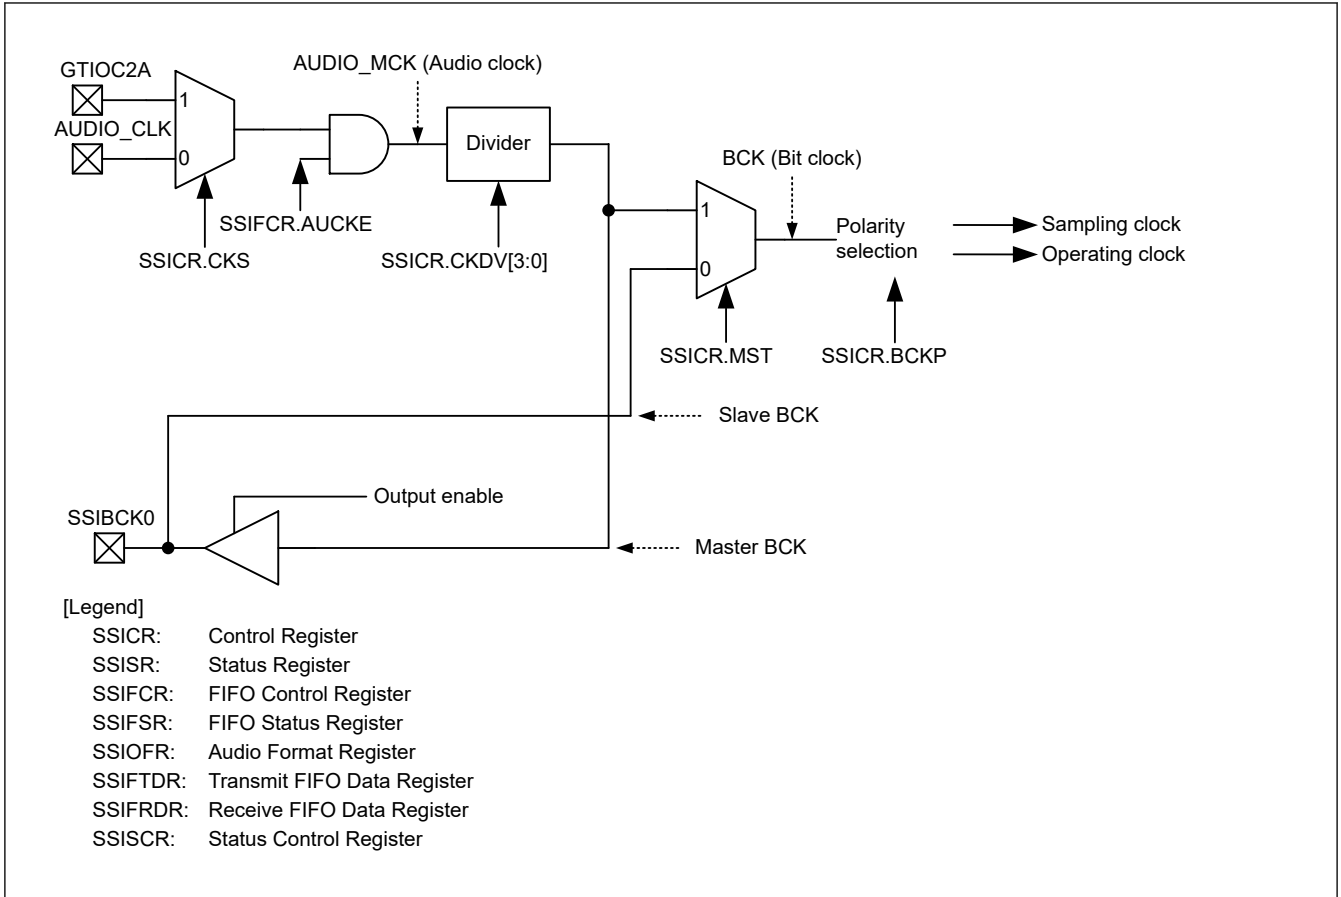 AUDIO_MCK (Audio clock)
GTIOC2A
1
AUDIO_CLK
0
Divider
BCK (Bit clock)
1
SSIFCR.AUCKE
Polarity
selection
Sampling clock
Operating clock
SSICR.CKS
SSICR.CKDV[3:0]
0
SSICR.MST
SSICR.BCKP
Slave BCK
Output enable
SSIBCK0
Master BCK
[Legend]
SSICR: Control Register
SSISR: Status Register
SSIFCR: FIFO Control Register
SSIFSR: FIFO Status Register
SSIOFR: Audio Format Register
SSIFTDR: Transmit FIFO Data Register
SSIFRDR: Receive FIFO Data Register
SSISCR: Status Control Register